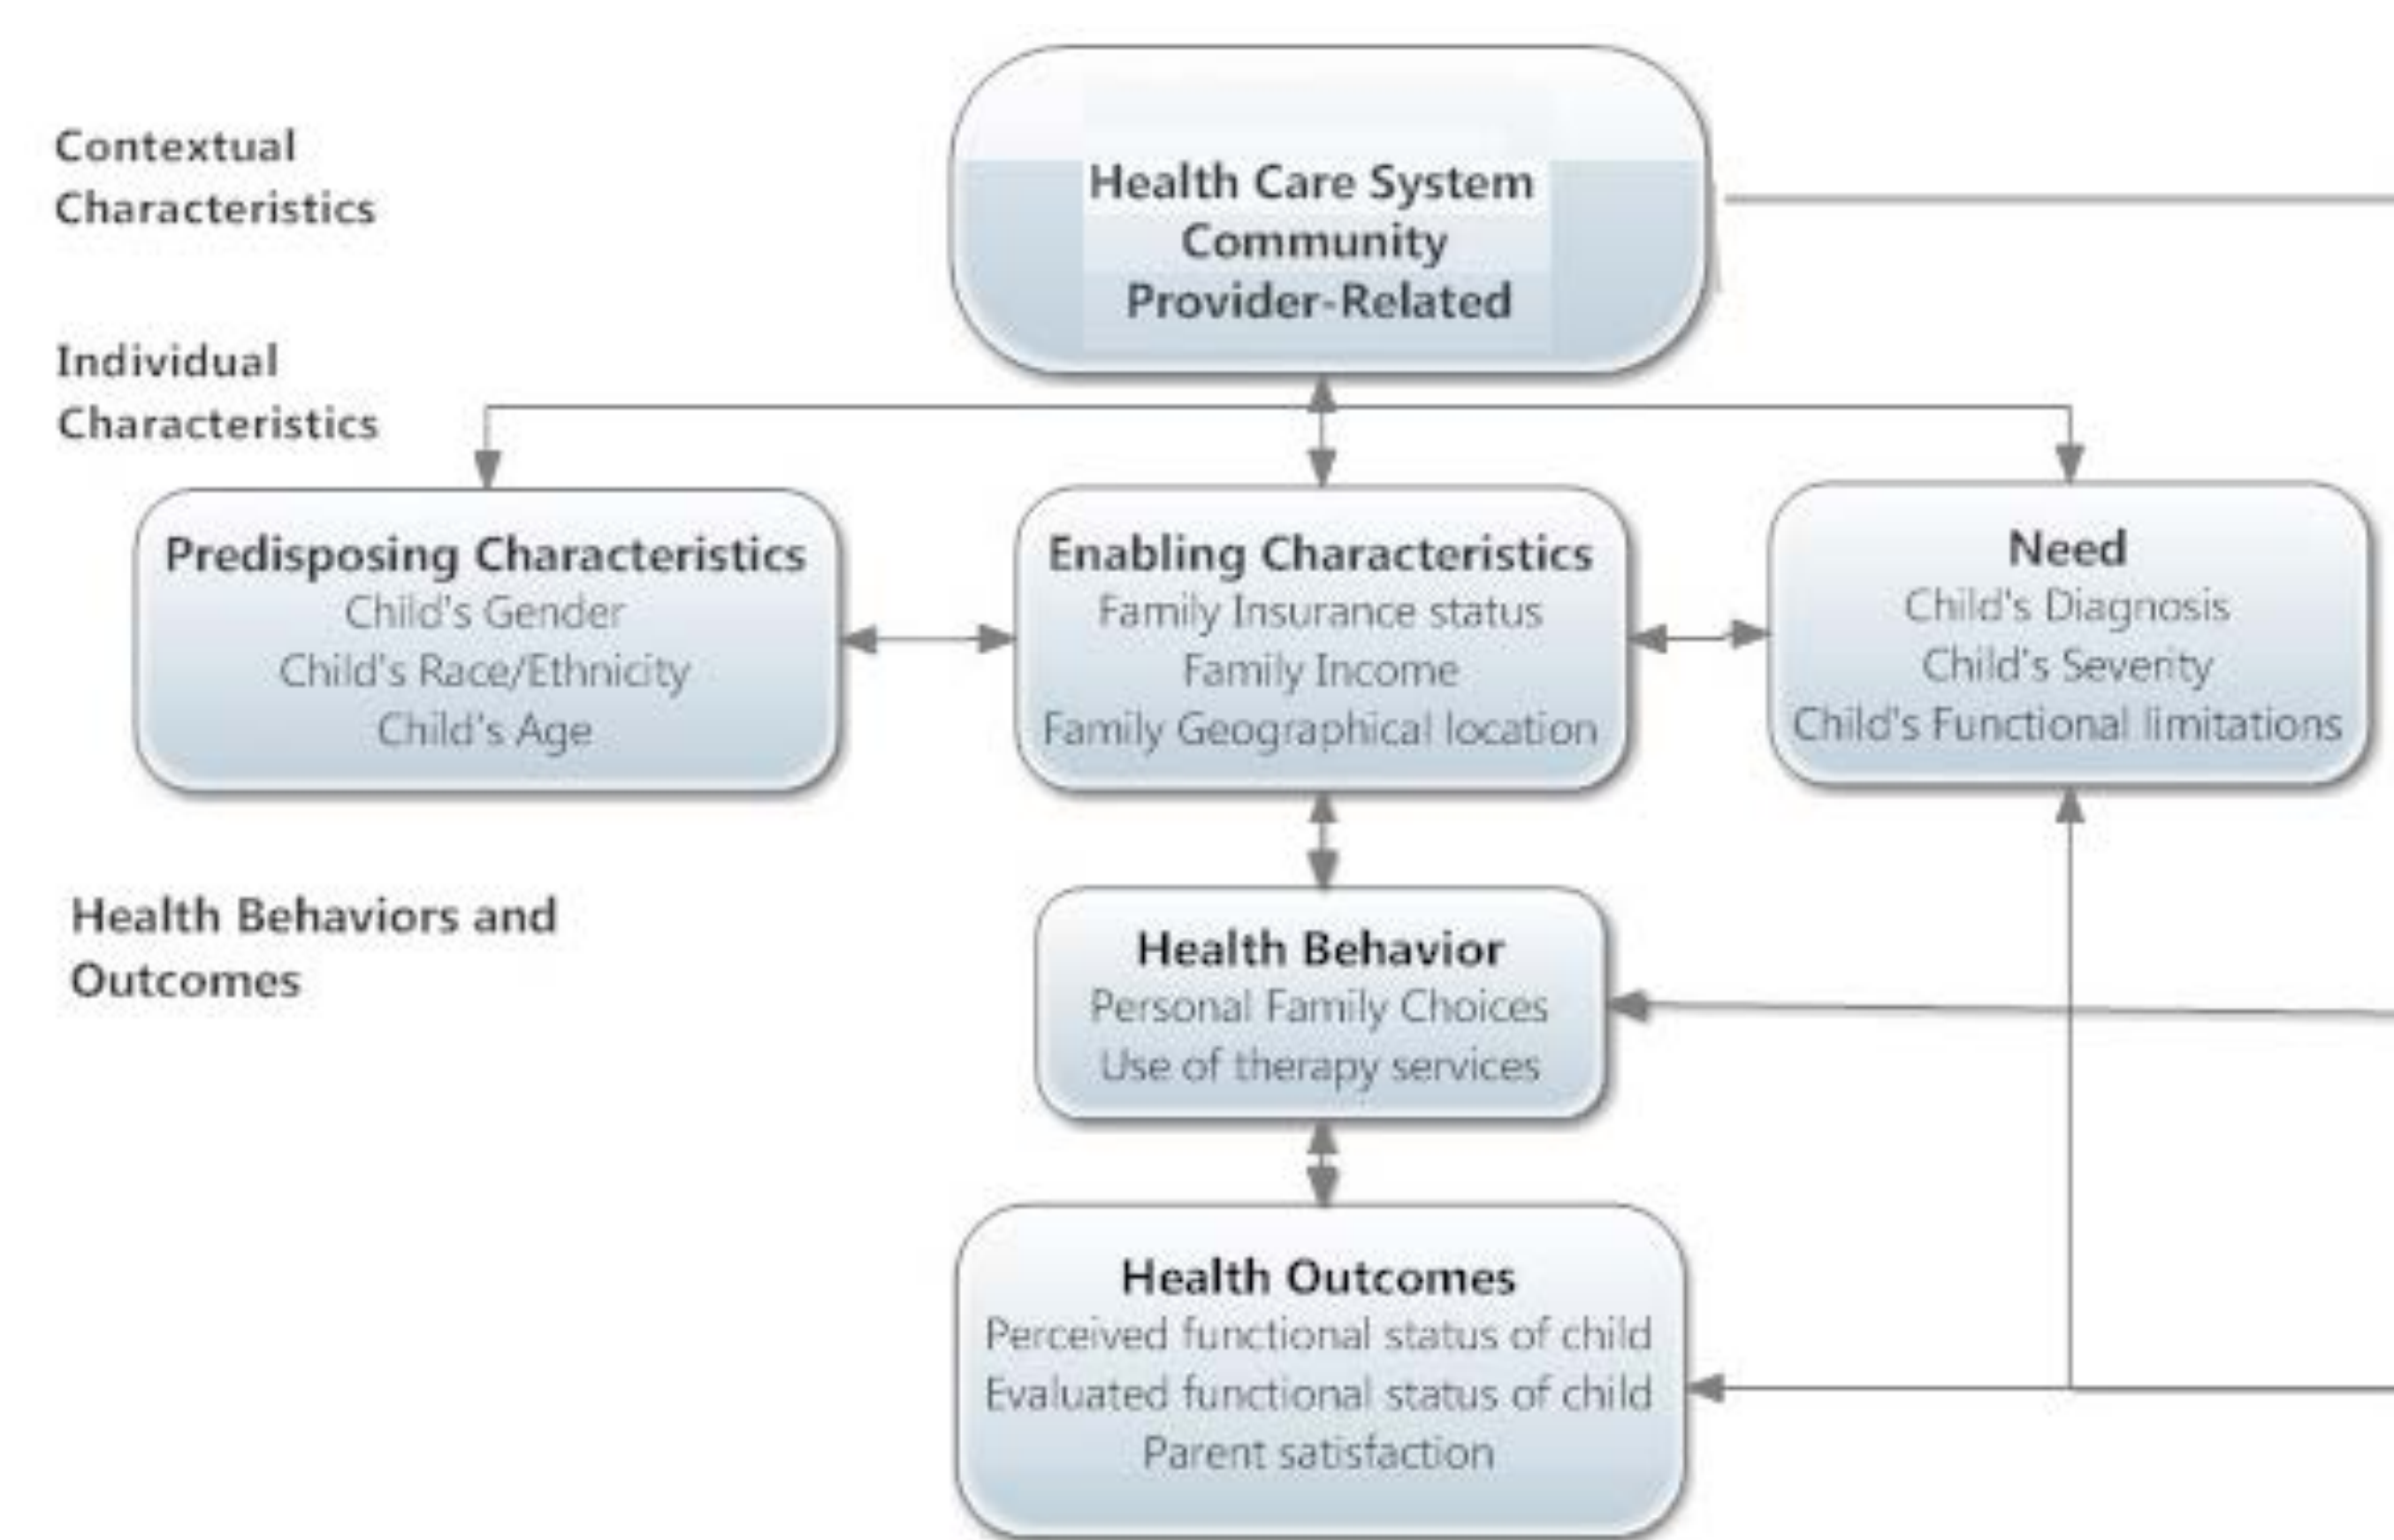 Contextual
Characteristics
Health Care System
Community
Provider-Related
Individual
Characteristics
Predisposing Characteristics
Child's Gender
Child's Race/Ethnicity
Child's Age
Enabling Characteristics
Family Insurance status
Family Income
Family Geographical location
Need
Child's Diagnosis
Child's Severity
Child's Functional limitations
Health Behaviors and
Outcomes
Health Behavior
Personal Family Choices
Use of therapy services
Health Outcomes
Perceived functional status of child
Evaluated functional status of child
Parent satisfaction